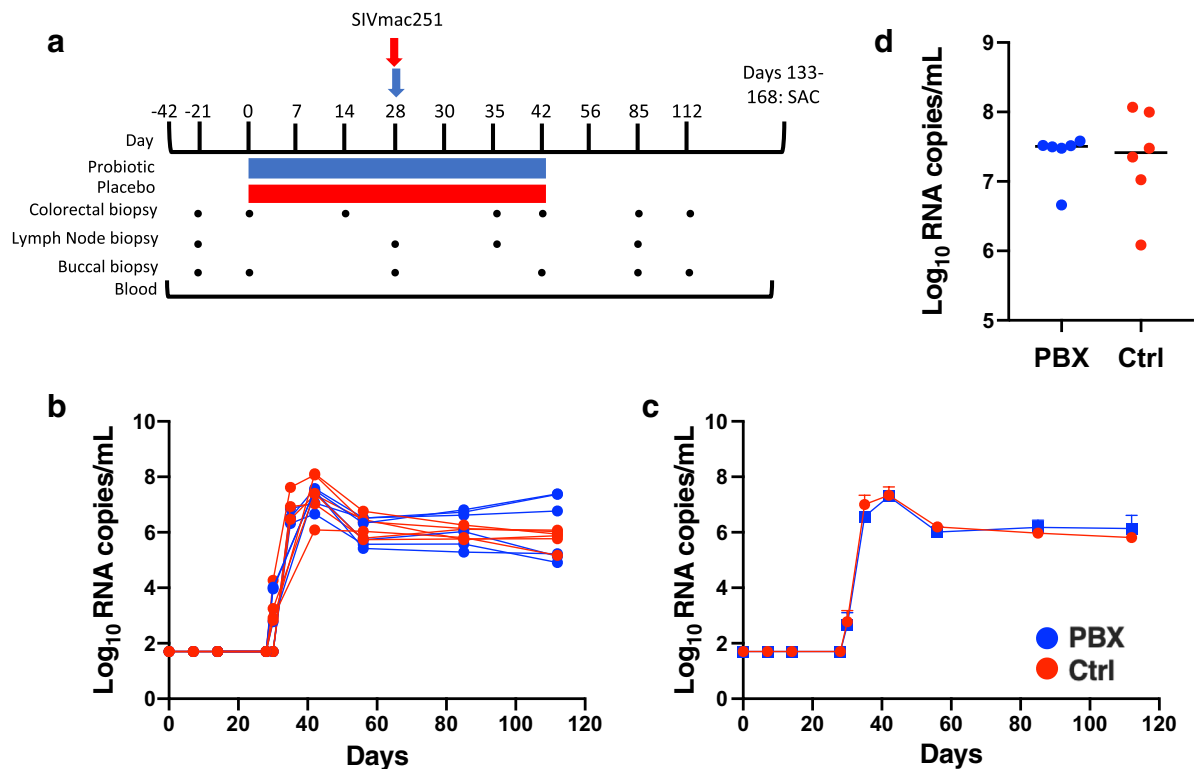 a
SIVmac251
Days 133-
168: SAC
-42 -21 0 7 14 28 30 35 42 56 85 112
Day
Probiotic
Placebo
Colorectal biopsy
Lymph Node biopsy
Buccal biopsy
Blood
d
Log10 RNA copies/mL
9
8
7
6
5
PBX Ctrl
b
Log10 RNA copies/mL
10
8
6
4
2
0
0 20 40 60 80 100 120
Days
c
Log10 RNA copies/mL
10
8
6
4
2
0
PBX
Ctrl
0 20 40 60 80 100 120
Days